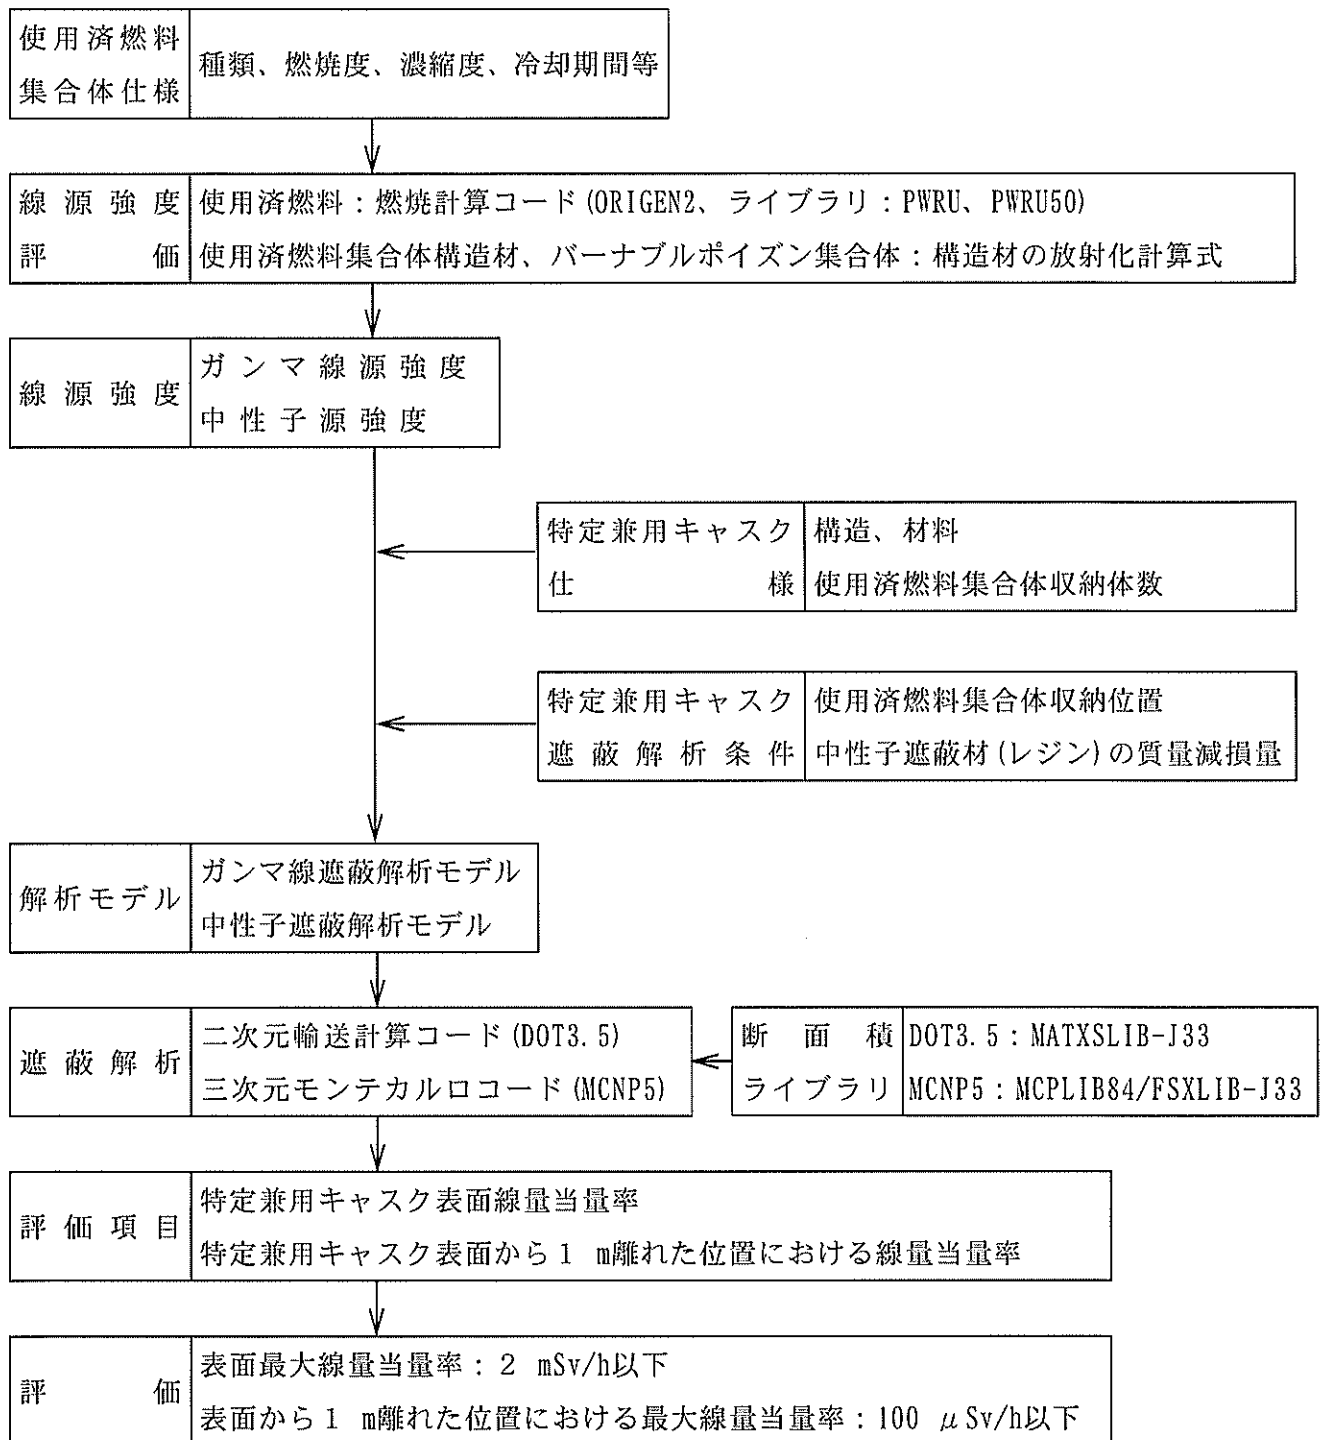 使用済燃料
集合体仕様
種類、燃焼度、濃縮度、冷却期間等
線源強度
評価
使用済燃料：燃焼計算コード(ORIGEN2、ライブラリ：PWRU、PWRU50)
使用済燃料集合体構造材、バーナブルポイズン集合体：構造材の放射化計算式
線源強度
ガンマ線源強度
中性子源強度
特定兼用キャスク
仕様
構造、材料
使用済燃料集合体収納体数
特定兼用キャスク
遮蔽解析条件
使用済燃料集合体収納位置
中性子遮蔽材(レジン)の質量減損量
解析モデル
ガンマ線遮蔽解析モデル
中性子遮蔽解析モデル
遮蔽解析
二次元輸送計算コード(DOT3.5)
三次元モンテカルロコード(MCNP5)
断面積
ライブラリ
DOT3.5：MATXSLIB-J33
MCNP5：MCPLIB84/FSXLIB-J33
評価項目
特定兼用キャスク表面線量当量率
特定兼用キャスク表面から1 m離れた位置における線量当量率
評価
表面最大線量当量率：2 mSv/h以下
表面から1 m離れた位置における最大線量当量率：100 μSv/h以下